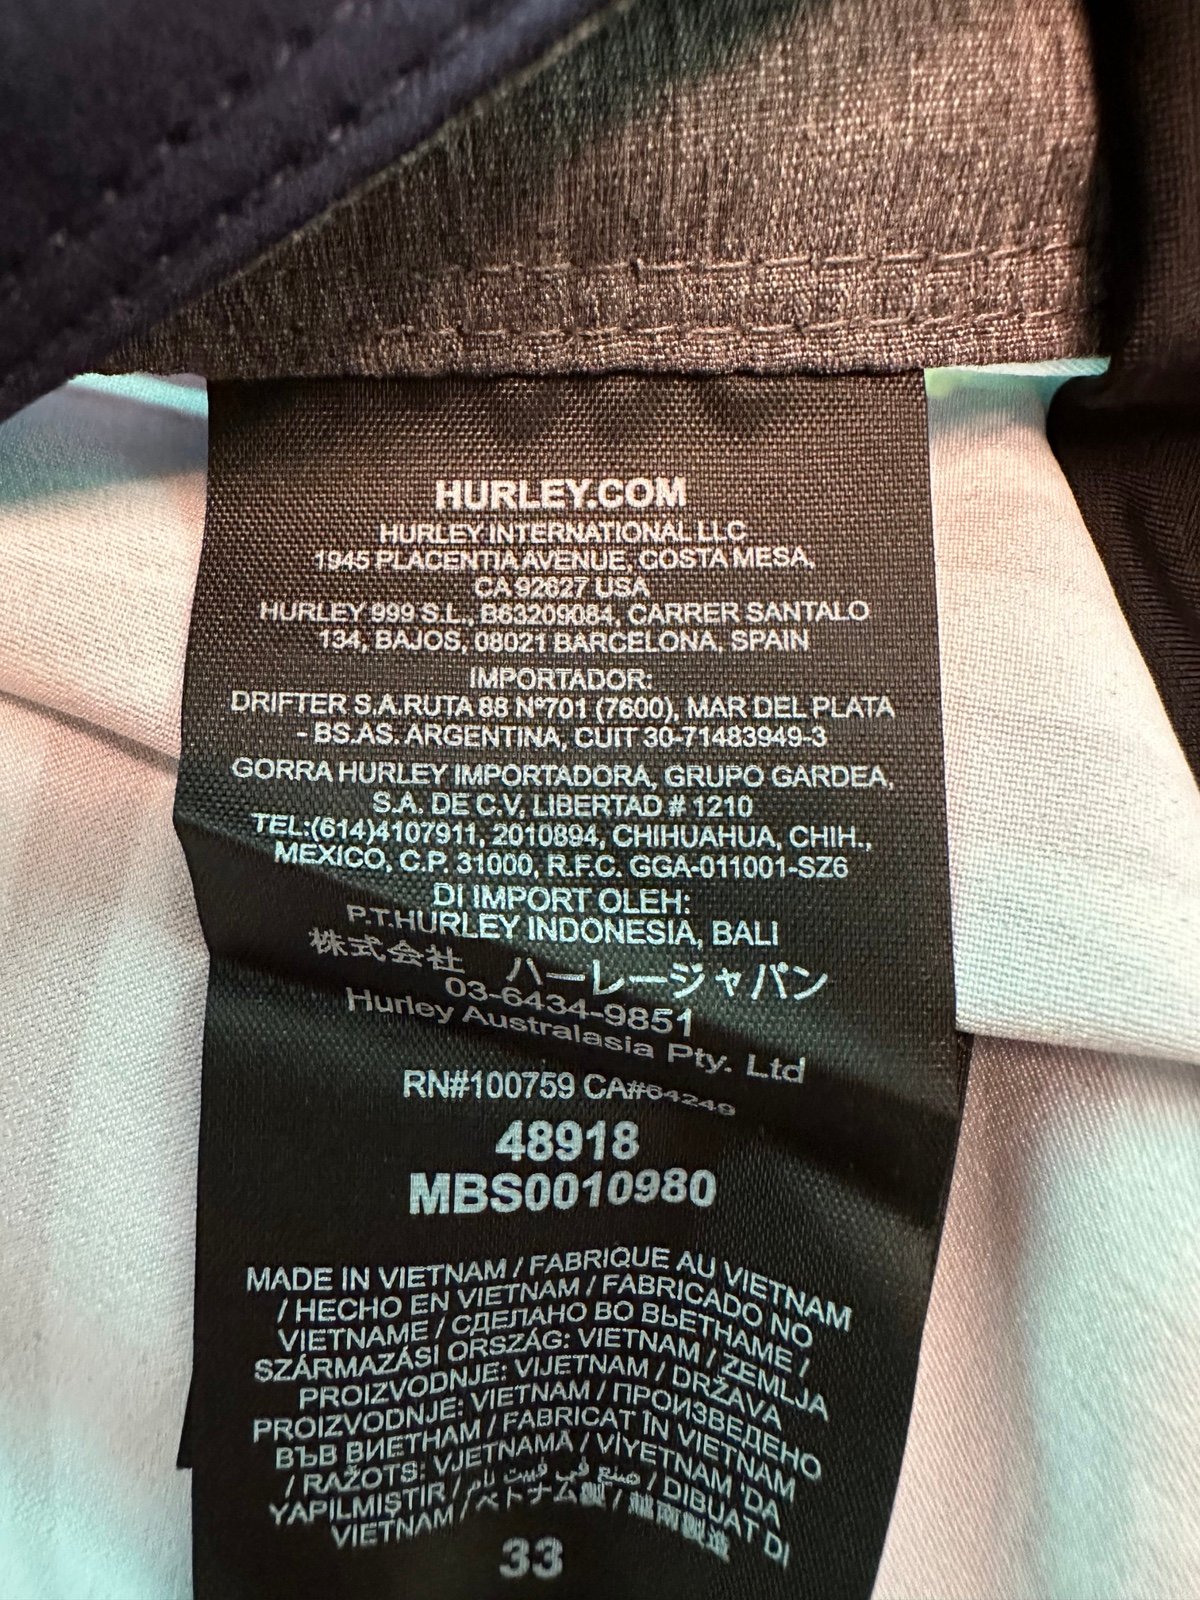 HURLEY.COM
HURLEY INTERNATIONAL LLC
1945 PLACENTIA AVENUE, COSTA MESA,
CA 92627 USA
HURLEY 999 S.L., B63209084, CARRER SANTALO
134, BAJOS, 08021 BARCELONA, SPAIN
IMPORTADOR:
DRIFTER S.A.RUTA 88 Nº701 (7600), MAR DEL PLATA
- BS.AS. ARGENTINA, CUIT 30-71483949-3
GORRA HURLEY IMPORTADORA, GRUPO GARDEA,
S.A. DE C.V, LIBERTAD # 1210
TEL:(614)4107911, 2010894, CHIHUAHUA, CHIH.,
MEXICO, C.P. 31000, R.F.C. GGA-011001-SZ6
DI IMPORT OLEH:
P.T.HURLEY INDONESIA, BALI
株式会社 ハーレージャパン
03-6434-9851
Hurley Australasia Pty. Ltd
RN#100759 CA#64249
48918
MBS0010980
MADE IN VIETNAM / FABRIQUE AU VIETNAM
/ HECHO EN VIETNAM / FABRICADO NO
VIETNAME / СДЕЛАНО ВО ВЬЕТНАМЕ /
SZÁRMAZÁSI ORSZÁG: VIETNAM / ZEMLJA
PROIZVODNJE: VIJETNAM / DRŽAVA
PROIZVODNJE: VIETNAM / ПРОИЗВЕДЕНО
ВЪВ ВИЕТНАМ / FABRICAT ÎN VIETNAM
/ RAŽOTS: VJETNAMĀ / VİYETNAM 'DA
YAPILMIŞTIR / صنع في فيت نام / DIBUAT DI
VIETNAM / ベトナム製 / 越南製造
33